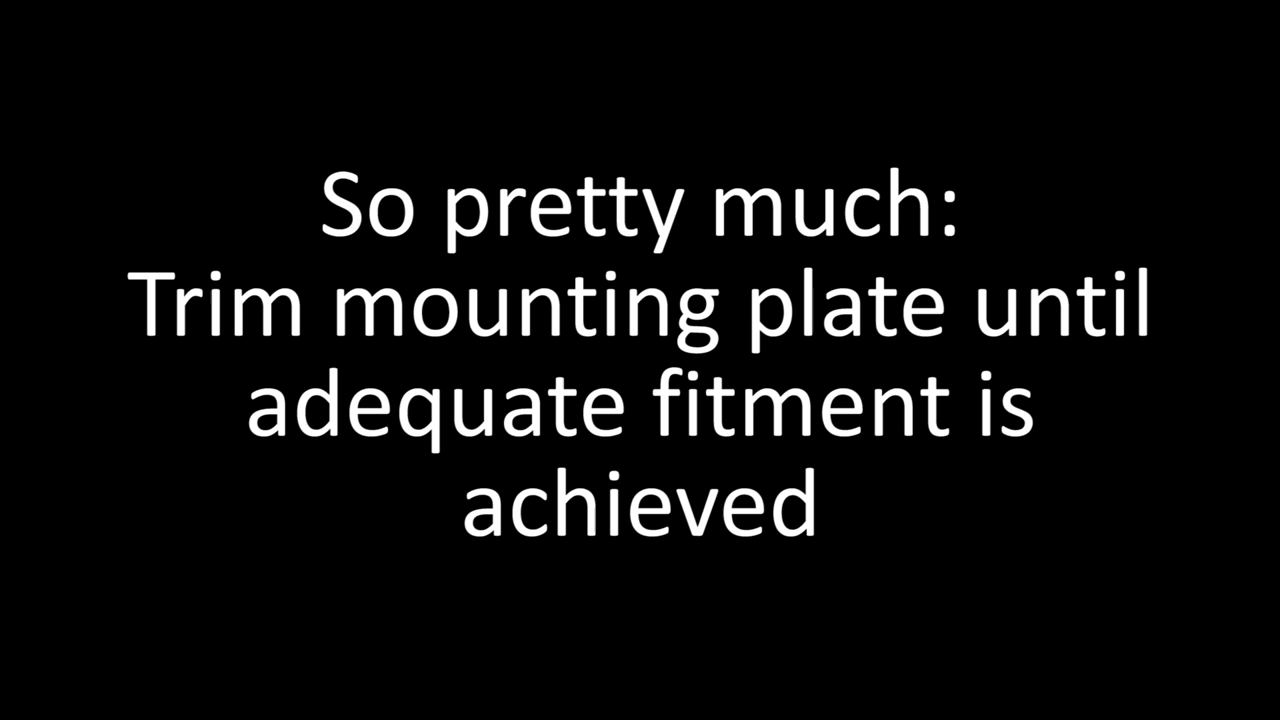 So pretty much:
Trim mounting plate until
adequate fitment is
achieved